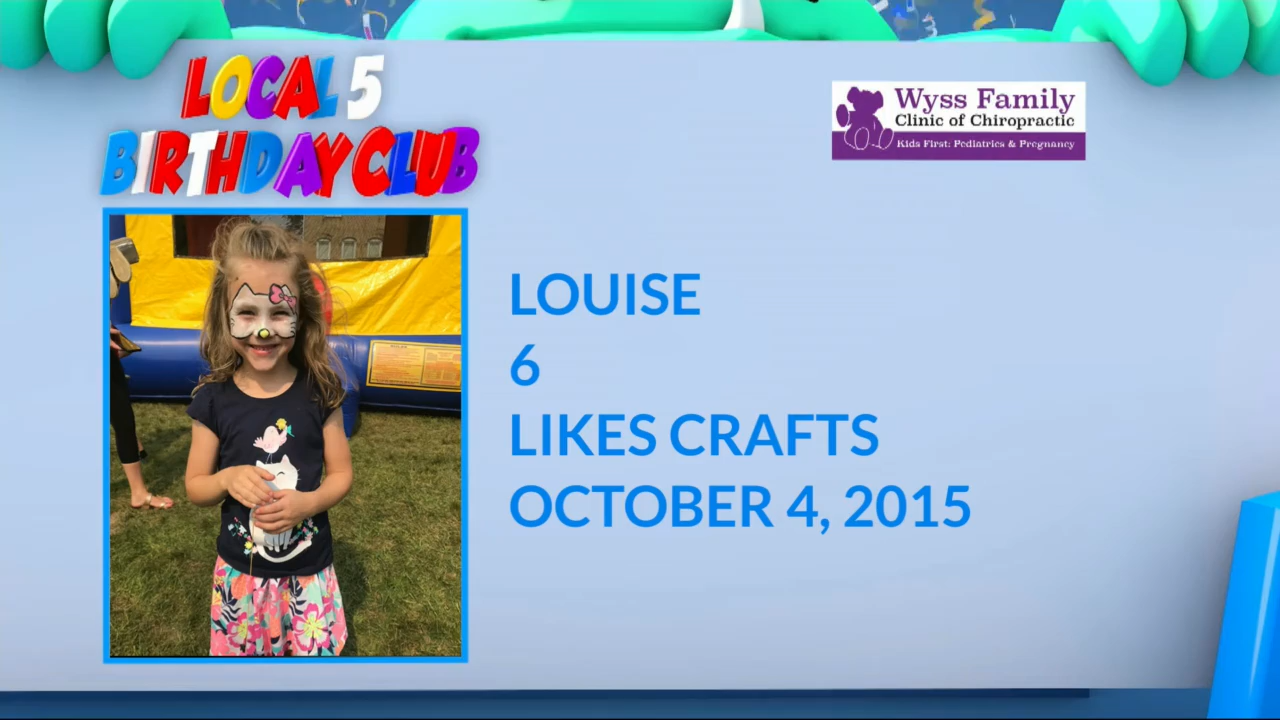 LOCAL 5
BIRTHDAY CLUB
Wyss Family
Clinic of Chiropractic
Kids First: Pediatrics & Pregnancy
LOUISE
6
LIKES CRAFTS
OCTOBER 4, 2015